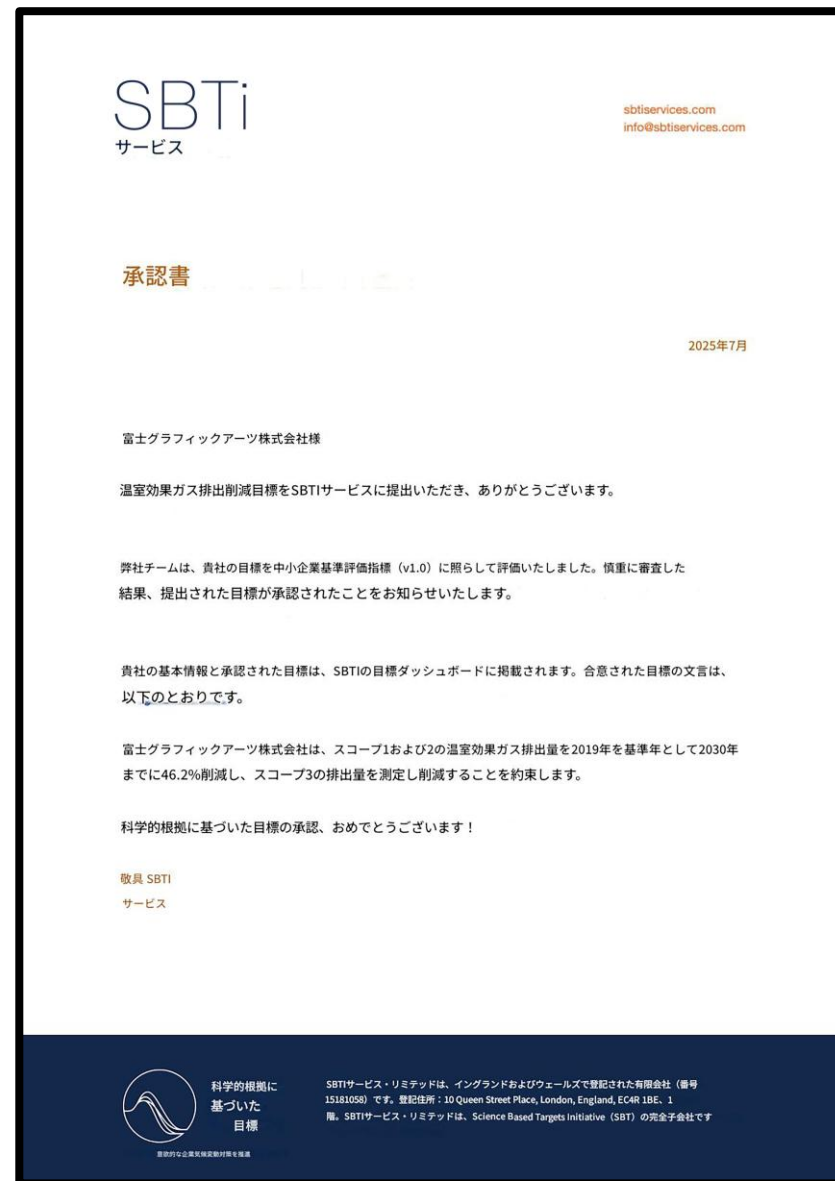 SBTi
サービス
sbtiservices.com
info@sbtiservices.com
承認書
2025年7月
富士グラフィックアーツ株式会社様
温室効果ガス排出削減目標をSBTIサービスに提出いただき、ありがとうございます。
弊社チームは、貴社の目標を中小企業基準評価指標（v1.0）に照らして評価いたしました。慎重に審査した
結果、提出された目標が承認されたことをお知らせいたします。
貴社の基本情報と承認された目標は、SBTIの目標ダッシュボードに掲載されます。合意された目標の文言は、
以下のとおりです。
富士グラフィックアーツ株式会社は、スコープ1および2の温室効果ガス排出量を2019年を基準年として2030年
までに46.2%削減し、スコープ3の排出量を測定し削減することを約束します。
科学的根拠に基づいた目標の承認、おめでとうございます！
敬具 SBTI
サービス
科学的根拠に
基づいた
目標
意欲的な企業気候変動対策を推進
SBTIサービス・リミテッドは、イングランドおよびウェールズで登記された有限会社（番号
15181058）です。登記住所：10 Queen Street Place, London, England, EC4R 1BE、1
階。SBTIサービス・リミテッドは、Science Based Targets Initiative（SBT）の完全子会社です